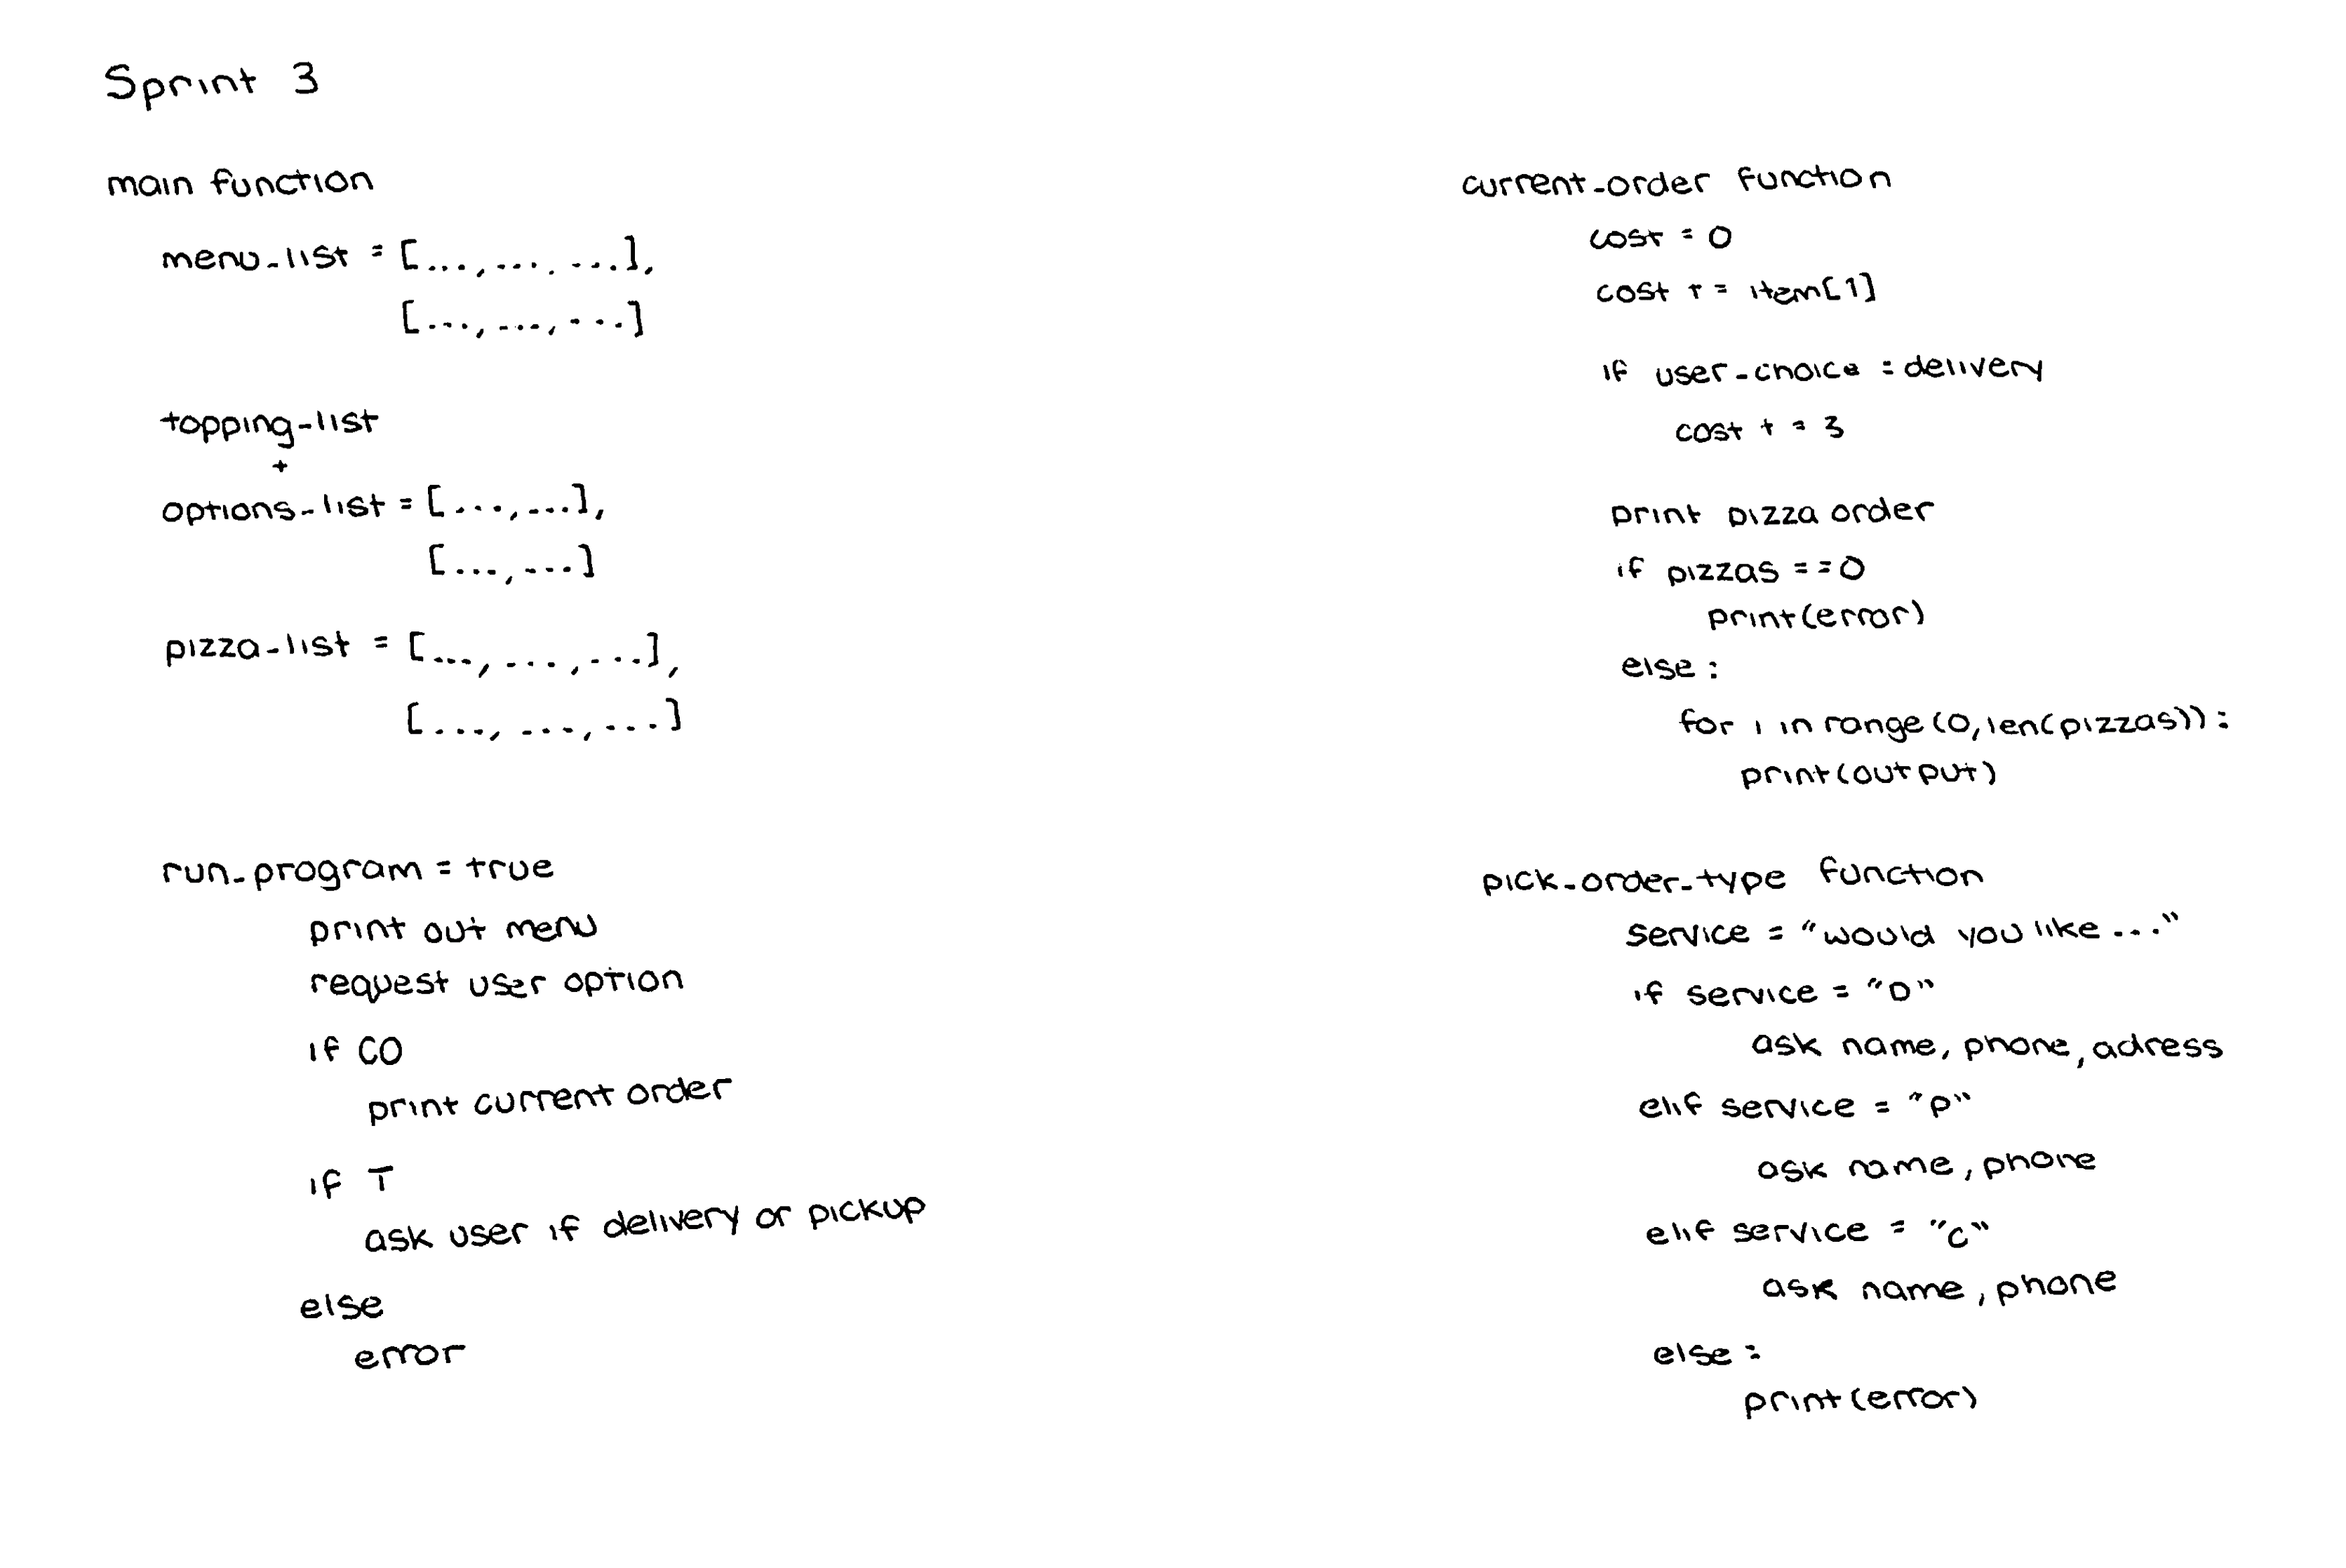 Sprint 3
main function
menu_list = [..., ..., ...],
[..., ..., ...]
topping_list
+
options_list = [..., ...],
[..., ...]
pizza_list = [..., ..., ...],
[..., ..., ...]
run_program = true
print out menu
request user option
if CO
print current order
if T
ask user if delivery or pickup
else
error
current_order function
cost = 0
cost += item[1]
if user_choice = delivery
cost += 3
print pizza order
if pizzas == 0
print(error)
else:
for i in range(0, len(pizzas)):
print(output)
pick_order_type function
service = "would you like ..."
if service = "D"
ask name, phone, adress
elif service = "P"
ask name, phone
elif service = "C"
ask name, phone
else:
print(error)